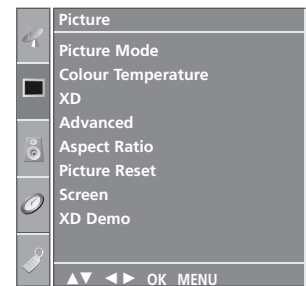 Picture
Picture Mode
Colour Temperature
XD
Advanced
Aspect Ratio
Picture Reset
Screen
XD Demo
▲▼ ◄► OK MENU